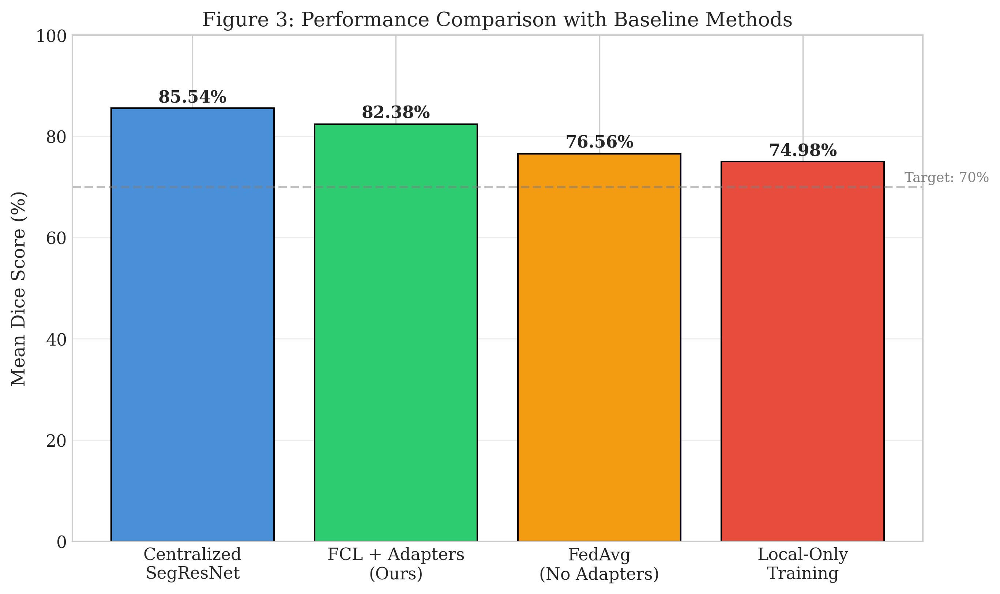 Figure 3: Performance Comparison with Baseline Methods
Mean Dice Score (%)
100
80
60
40
20
0
85.54%
82.38%
76.56%
74.98%
Target: 70%
Centralized
SegResNet
FCL + Adapters
(Ours)
FedAvg
(No Adapters)
Local-Only
Training